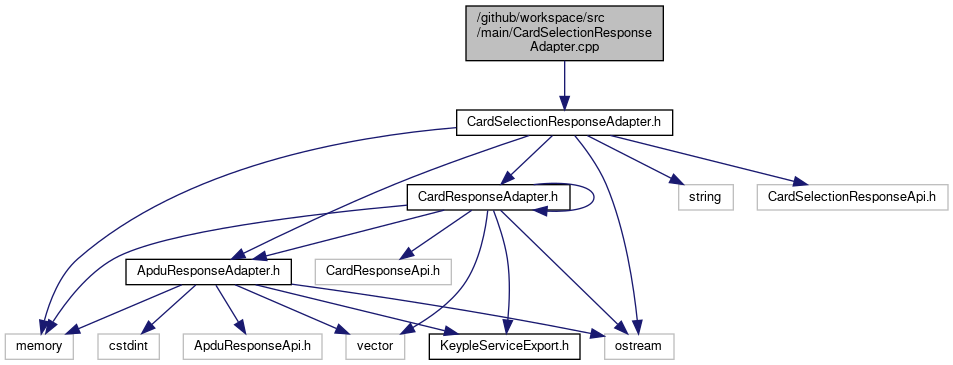 /github/workspace/src
/main/CardSelectionResponse
Adapter.cpp
CardSelectionResponseAdapter.h
CardResponseAdapter.h
string
CardSelectionResponseApi.h
ApduResponseAdapter.h
CardResponseApi.h
memory
cstdint
ApduResponseApi.h
vector
KeypleServiceExport.h
ostream